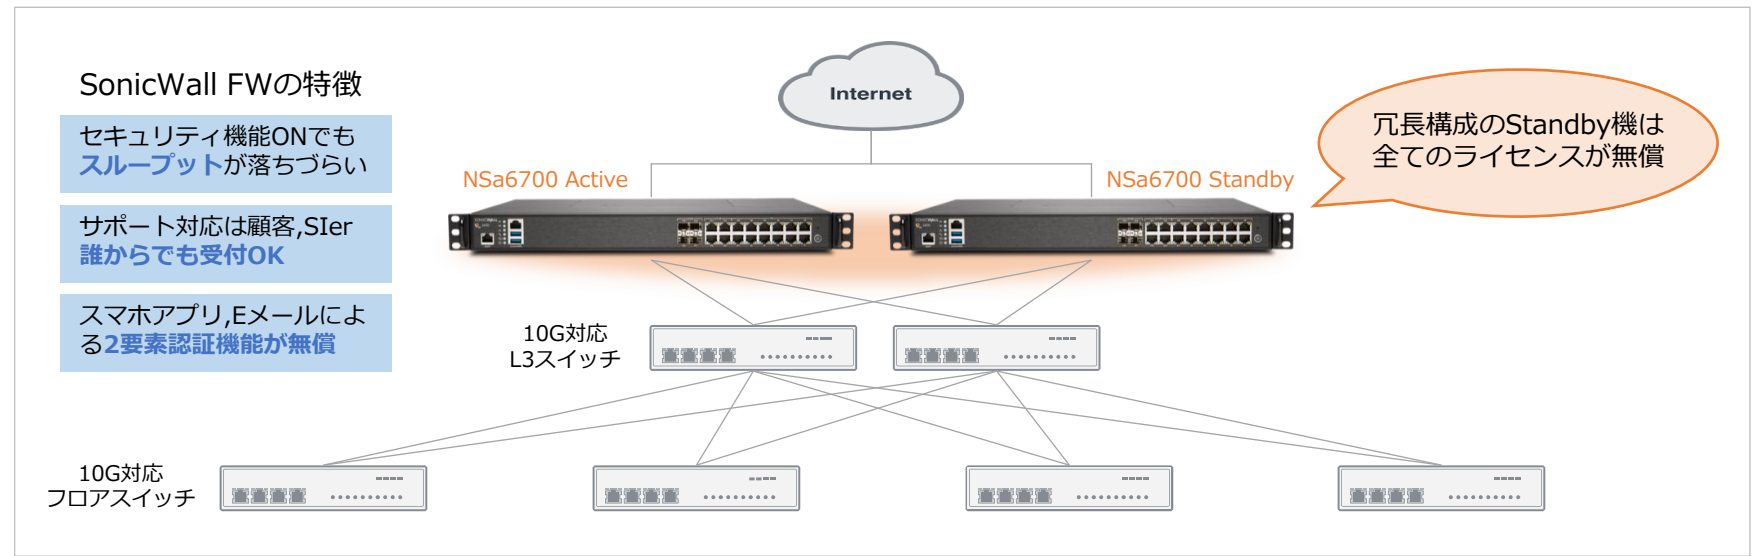 SonicWall FWの特徴
セキュリティ機能ONでも
スループットが落ちづらい
サポート対応は顧客,SIer
誰からでも受付OK
スマホアプリ,Eメールによ
る2要素認証機能が無償
Internet
NSa6700 Active
NSa6700 Standby
冗長構成のStandby機は
全てのライセンスが無償
10G対応
L3スイッチ
10G対応
フロアスイッチ